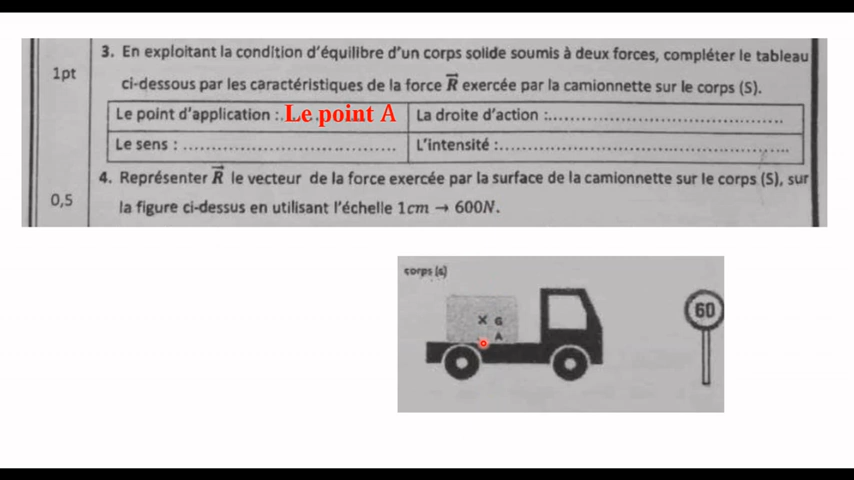 3. En exploitant la condition d'équilibre d'un corps solide soumis à deux forces, compléter le tableau
1pt
ci-dessous par les caractéristiques de la force R⃗ exercée par la camionnette sur le corps (S).
Le point d'application : Le point A
La droite d'action :..................................................
Le sens : ............................................
L'intensité :..........................................................
4. Représenter R⃗ le vecteur de la force exercée par la surface de la camionnette sur le corps (S), sur
0,5
la figure ci-dessus en utilisant l'échelle 1cm → 600N.
corps (s)
G
A
60